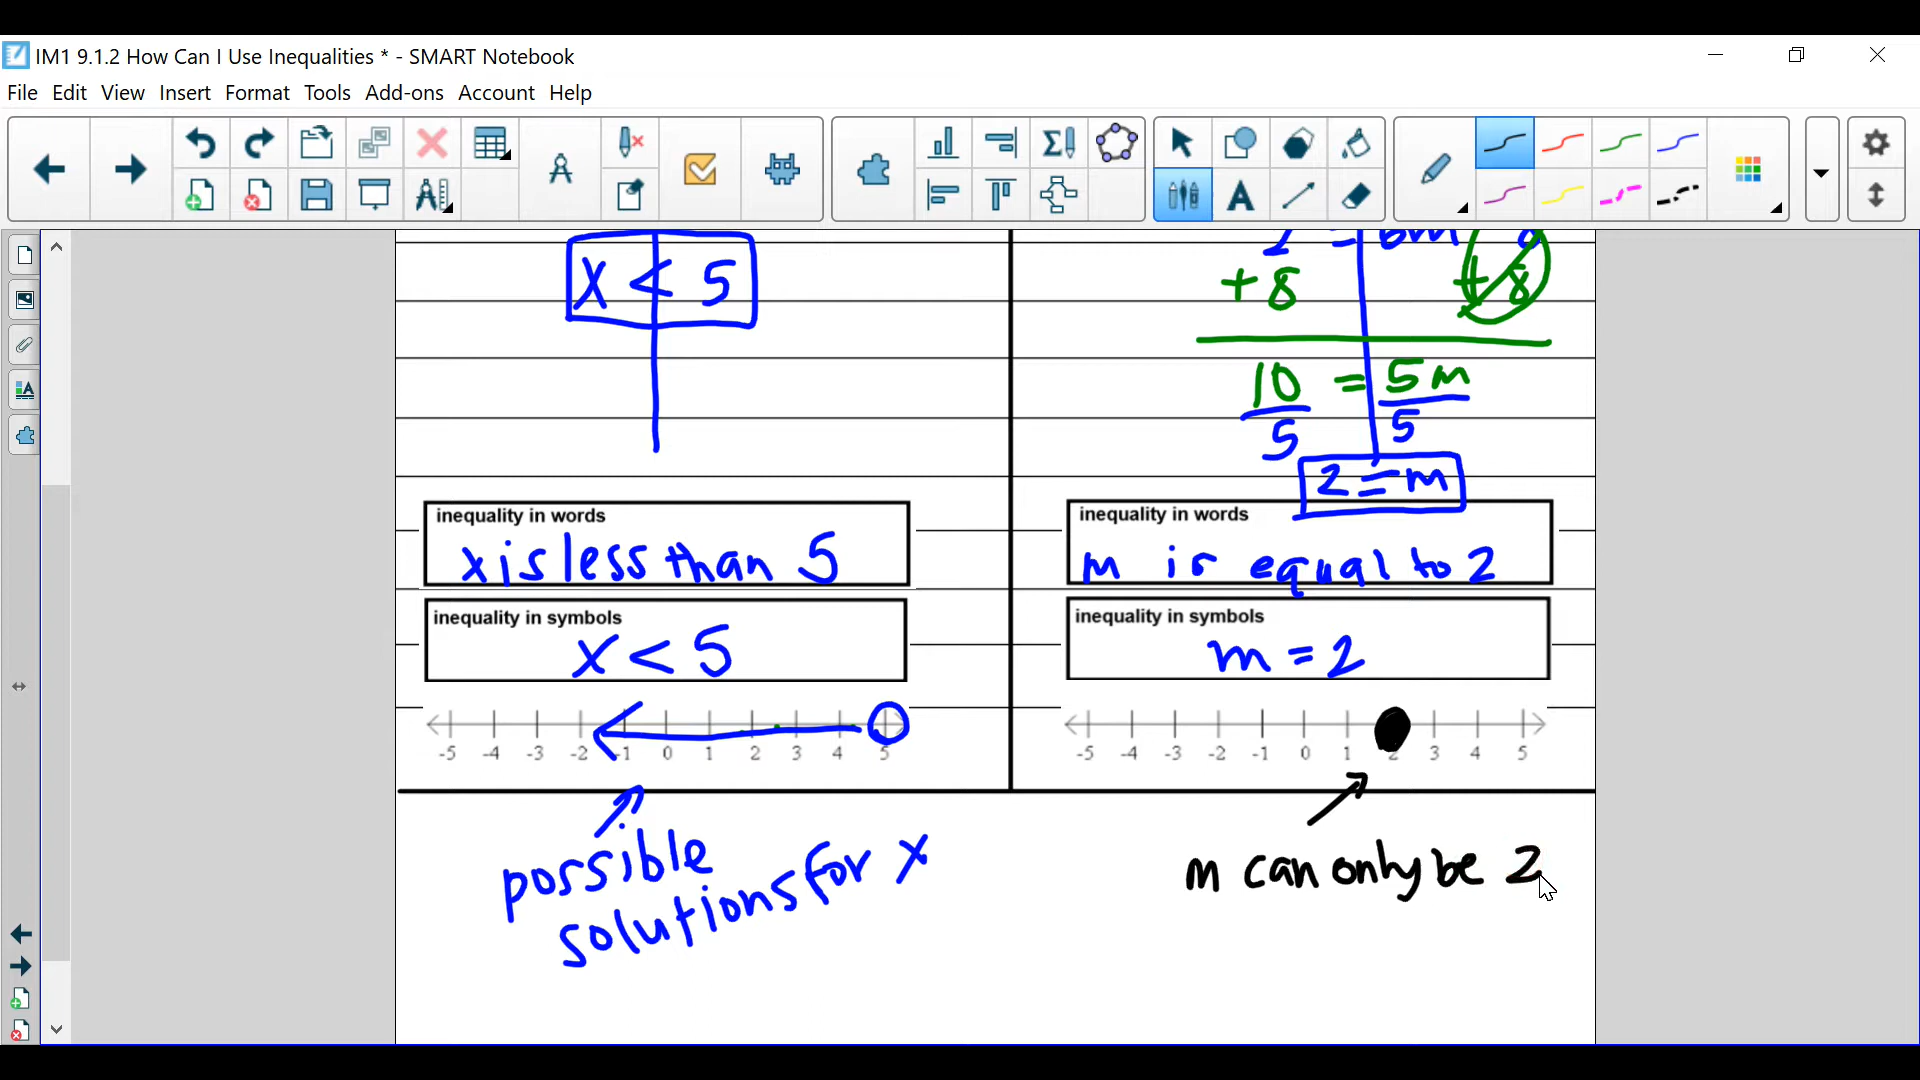 IM1 9.1.2 How Can I Use Inequalities * - SMART Notebook
File Edit View Insert Format Tools Add-ons Account Help
x < 5
+ 8 + 8
10 = 5m
5 5
2 = m
inequality in words
x is less than 5
inequality in symbols
x < 5
-5 -4 -3 -2 -1 0 1 2 3 4 5
possible
solutions for x
inequality in words
m is equal to 2
inequality in symbols
m = 2
-5 -4 -3 -2 -1 0 1 2 3 4 5
m can only be 2